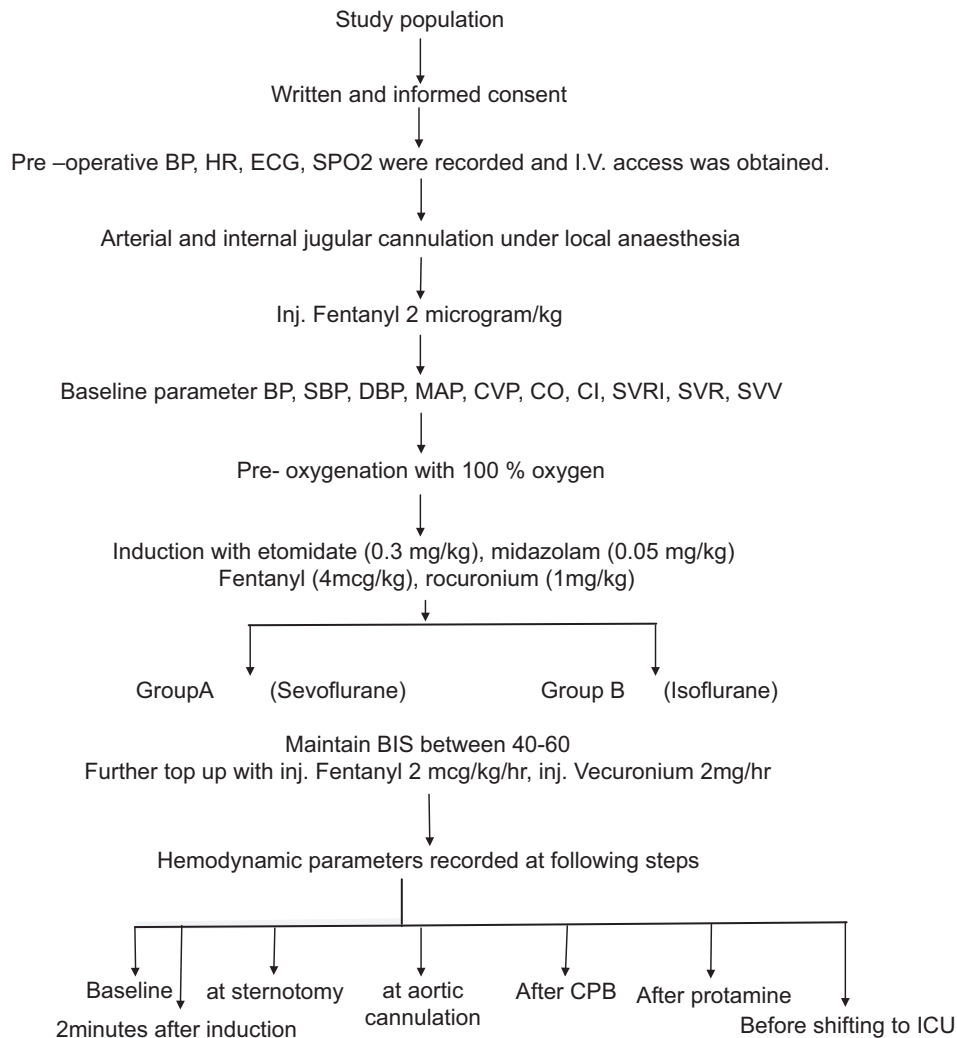 Study population
Written and informed consent
Pre –operative BP, HR, ECG, SPO2 were recorded and I.V. access was obtained.
Arterial and internal jugular cannulation under local anaesthesia
Inj. Fentanyl 2 microgram/kg
Baseline parameter BP, SBP, DBP, MAP, CVP, CO, CI, SVRI, SVR, SVV
Pre- oxygenation with 100 % oxygen
Induction with etomidate (0.3 mg/kg), midazolam (0.05 mg/kg)
Fentanyl (4mcg/kg), rocuronium (1mg/kg)
GroupA (Sevoflurane) Group B (Isoflurane)
Maintain BIS between 40-60
Further top up with inj. Fentanyl 2 mcg/kg/hr, inj. Vecuronium 2mg/hr
Hemodynamic parameters recorded at following steps
Baseline
2minutes after induction
at sternotomy
at aortic
cannulation
After CPB
After protamine
Before shifting to ICU